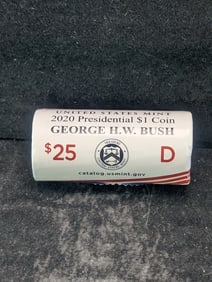 UNITED STATES MINT
2020 Presidential $1 Coin
GEORGE H.W. BUSH
$25 D
catalog.usmint.gov